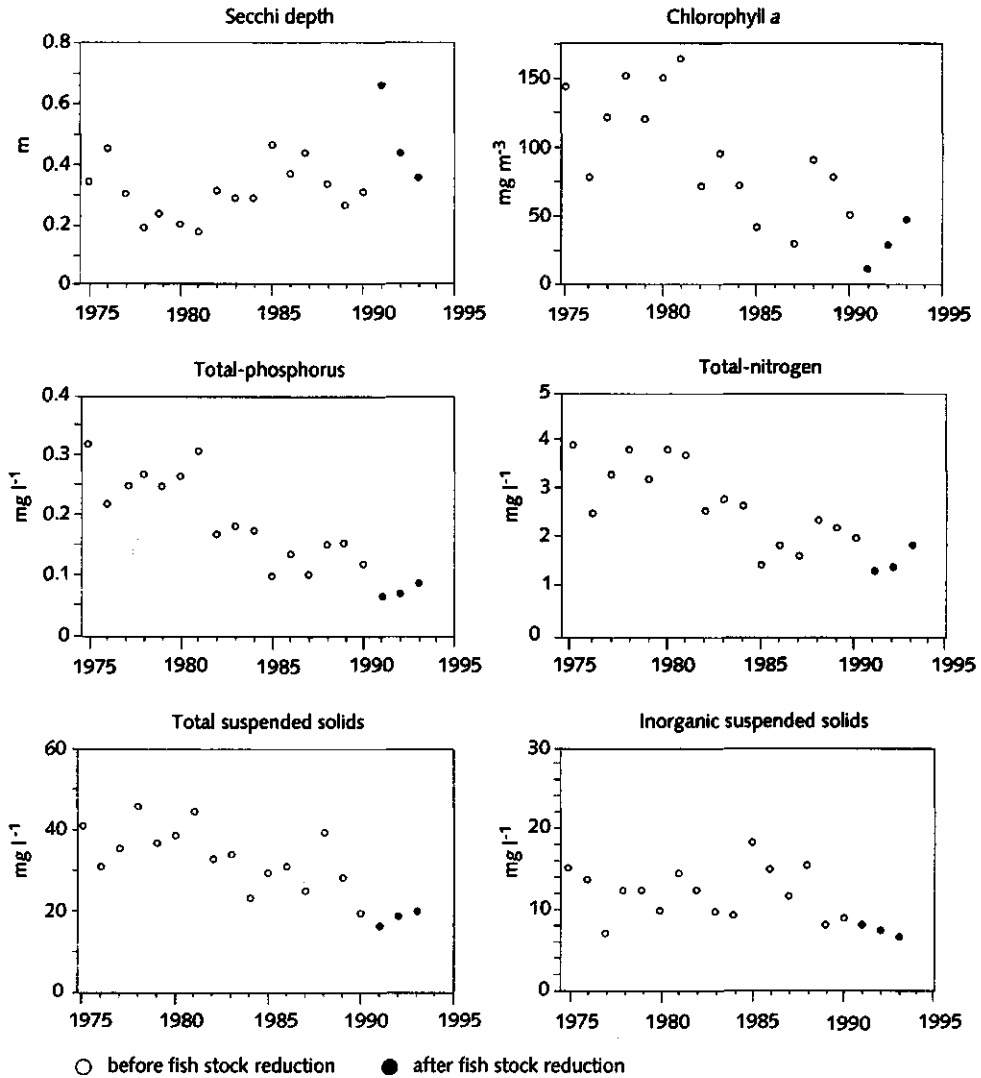 Secchi depth
0.8
0.6
m
0.4
0.2
0
1975 1980 1985 1990 1995
Chlorophyll a
150
100
mg m-3
50
0
1975 1980 1985 1990 1995
Total-phosphorus
0.4
0.3
mg l-1
0.2
0.1
0
1975 1980 1985 1990 1995
Total-nitrogen
5
4
3
mg l-1
2
1
0
1975 1980 1985 1990 1995
Total suspended solids
60
40
mg l-1
20
0
1975 1980 1985 1990 1995
Inorganic suspended solids
30
20
mg l-1
10
0
1975 1980 1985 1990 1995
before fish stock reduction
after fish stock reduction